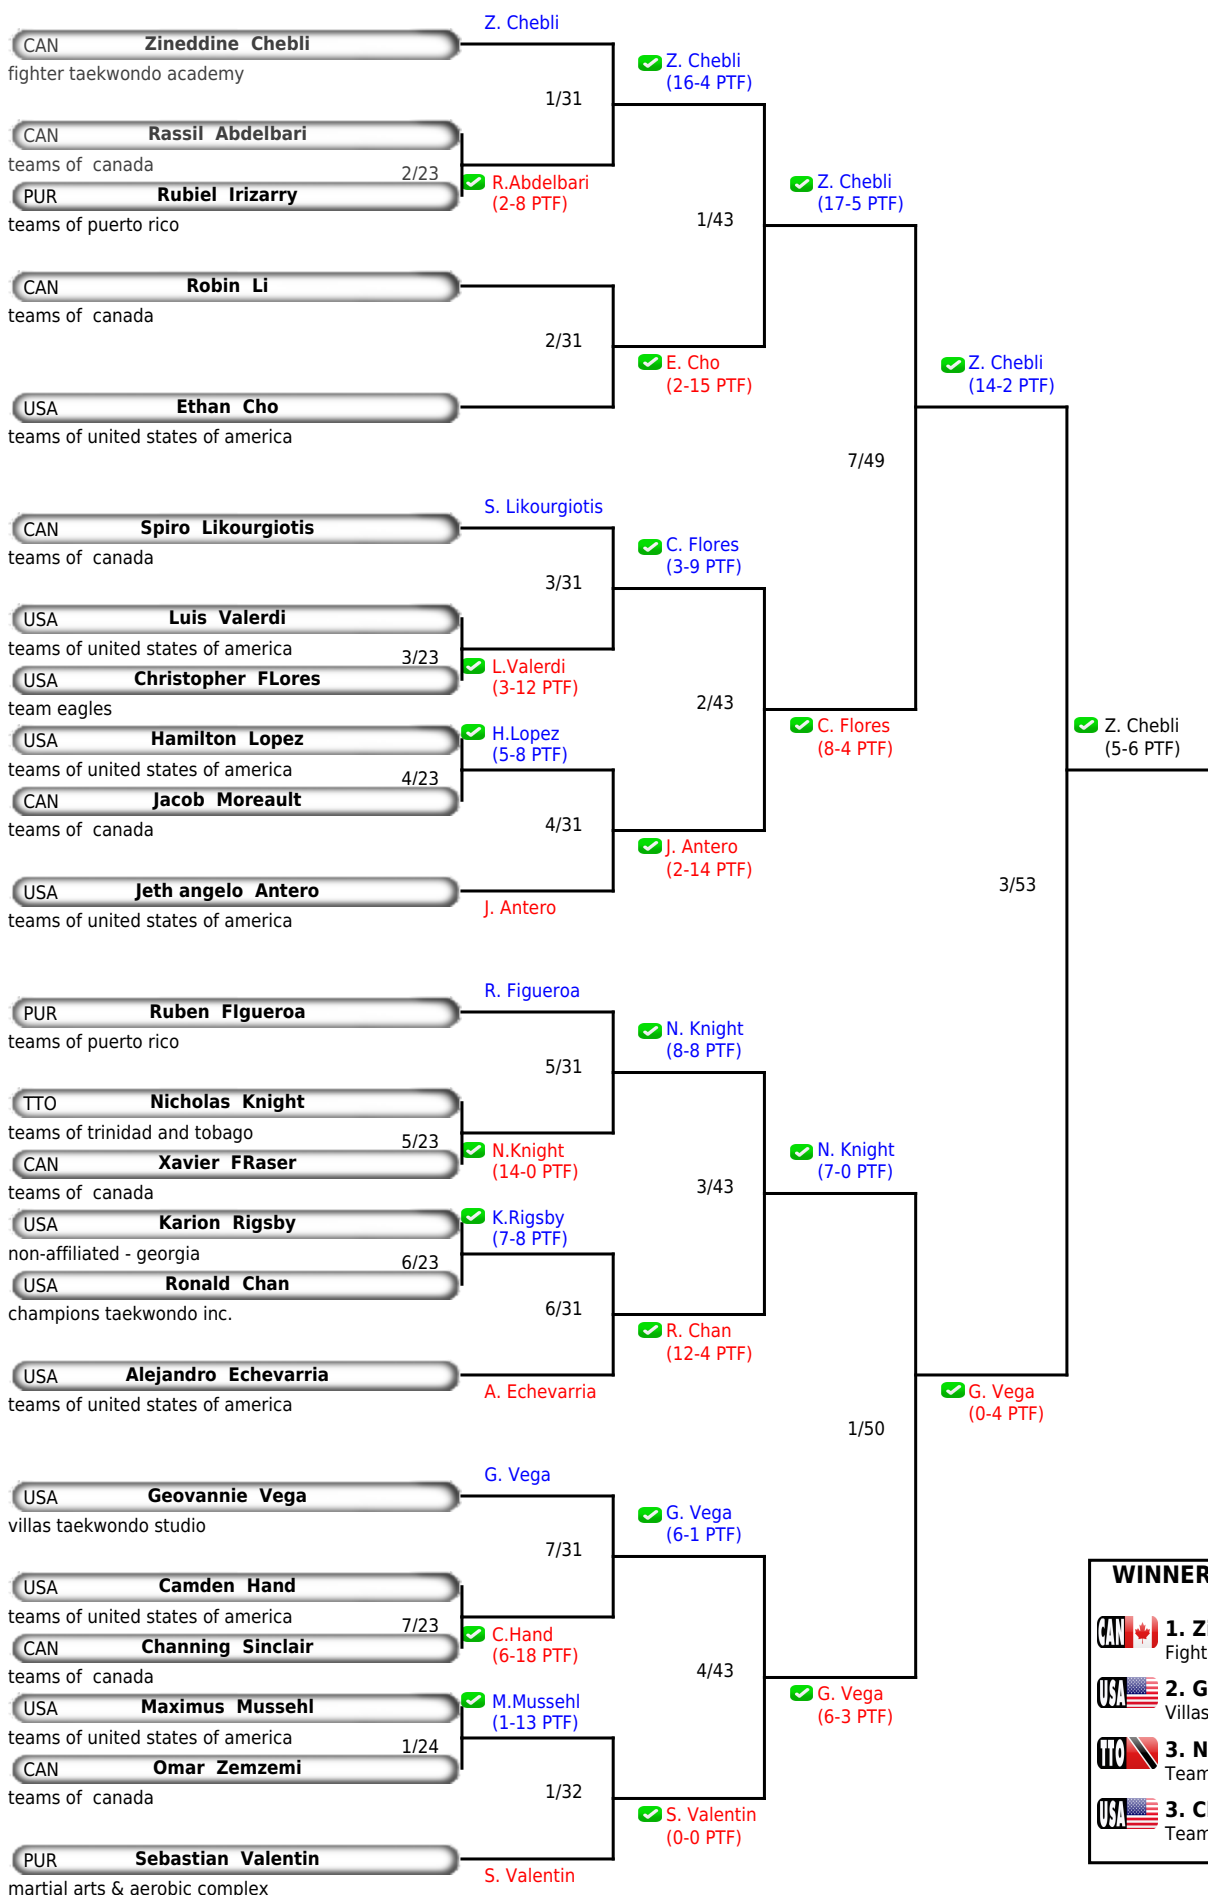 Z. Chebli
CAN Zineddine Chebli
fighter taekwondo academy
Z. Chebli
(16-4 PTF)
1/31
CAN Rassil Abdelbari
teams of canada
2/23
PUR Rubiel Irizarry
teams of puerto rico
R.Abdelbari
(2-8 PTF)
Z. Chebli
(17-5 PTF)
1/43
CAN Robin Li
teams of canada
2/31
E. Cho
(2-15 PTF)
USA Ethan Cho
teams of united states of america
Z. Chebli
(14-2 PTF)
7/49
S. Likourgiotis
CAN Spiro Likourgiotis
teams of canada
C. Flores
(3-9 PTF)
3/31
USA Luis Valerdi
teams of united states of america
3/23
USA Christopher FLores
team eagles
L.Valerdi
(3-12 PTF)
2/43
C. Flores
(8-4 PTF)
Z. Chebli
(5-6 PTF)
USA Hamilton Lopez
teams of united states of america
4/23
CAN Jacob Moreault
teams of canada
H.Lopez
(5-8 PTF)
4/31
J. Antero
(2-14 PTF)
USA Jeth angelo Antero
teams of united states of america
J. Antero
3/53
R. Figueroa
PUR Ruben FIgueroa
teams of puerto rico
N. Knight
(8-8 PTF)
5/31
TTO Nicholas Knight
teams of trinidad and tobago
5/23
CAN Xavier FRaser
teams of canada
N.Knight
(14-0 PTF)
N. Knight
(7-0 PTF)
3/43
USA Karion Rigsby
non-affiliated - georgia
6/23
USA Ronald Chan
champions taekwondo inc.
K.Rigsby
(7-8 PTF)
6/31
R. Chan
(12-4 PTF)
USA Alejandro Echevarria
teams of united states of america
A. Echevarria
G. Vega
(0-4 PTF)
1/50
G. Vega
USA Geovannie Vega
villas taekwondo studio
G. Vega
(6-1 PTF)
7/31
USA Camden Hand
teams of united states of america
7/23
CAN Channing Sinclair
teams of canada
C.Hand
(6-18 PTF)
4/43
G. Vega
(6-3 PTF)
USA Maximus Mussehl
teams of united states of america
1/24
CAN Omar Zemzemi
teams of canada
M.Mussehl
(1-13 PTF)
1/32
S. Valentin
(0-0 PTF)
PUR Sebastian Valentin
martial arts & aerobic complex
S. Valentin
WINNER
CAN 1. Zi
Fight
USA 2. G
Villas
TTO 3. N
Team
USA 3. C
Team